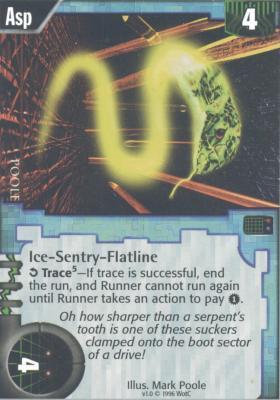 Asp
4
POOLE
Ice-Sentry-Flatline
Trace⁵—If trace is successful, end
the run, and Runner cannot run again
until Runner takes an action to pay ❶.
Oh how sharper than a serpent's
tooth is one of these suckers
clamped onto the boot sector
of a drive!
4
Illus. Mark Poole
v1.0 © 1996 WotC